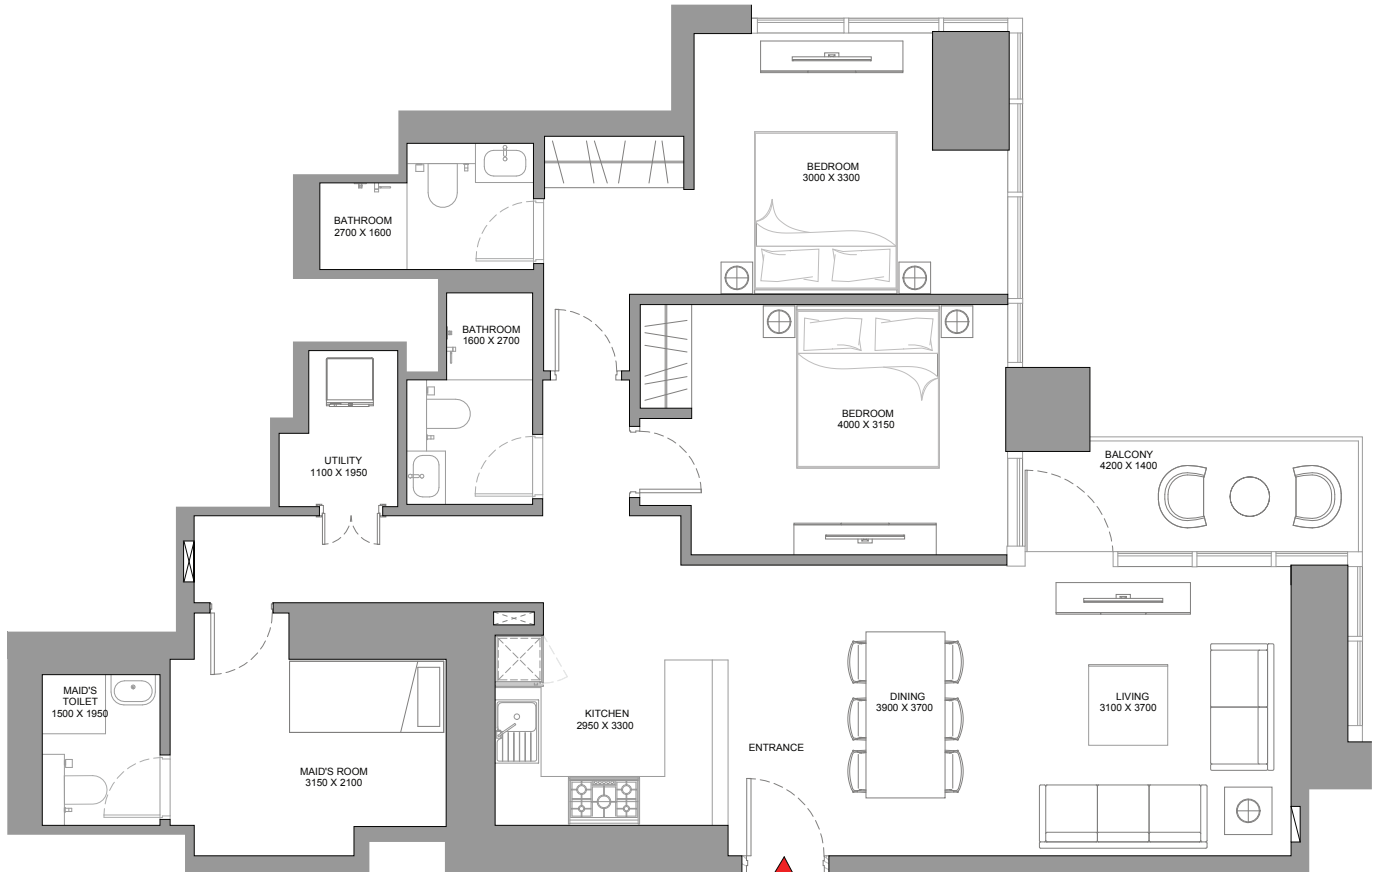 BEDROOM
3000 X 3300
BATHROOM
2700 X 1600
BATHROOM
1600 X 2700
BEDROOM
4000 X 3150
UTILITY
1100 X 1950
BALCONY
4200 X 1400
MAID'S
TOILET
1500 X 1950
MAID'S ROOM
3150 X 2100
KITCHEN
2950 X 3300
ENTRANCE
DINING
3900 X 3700
LIVING
3100 X 3700